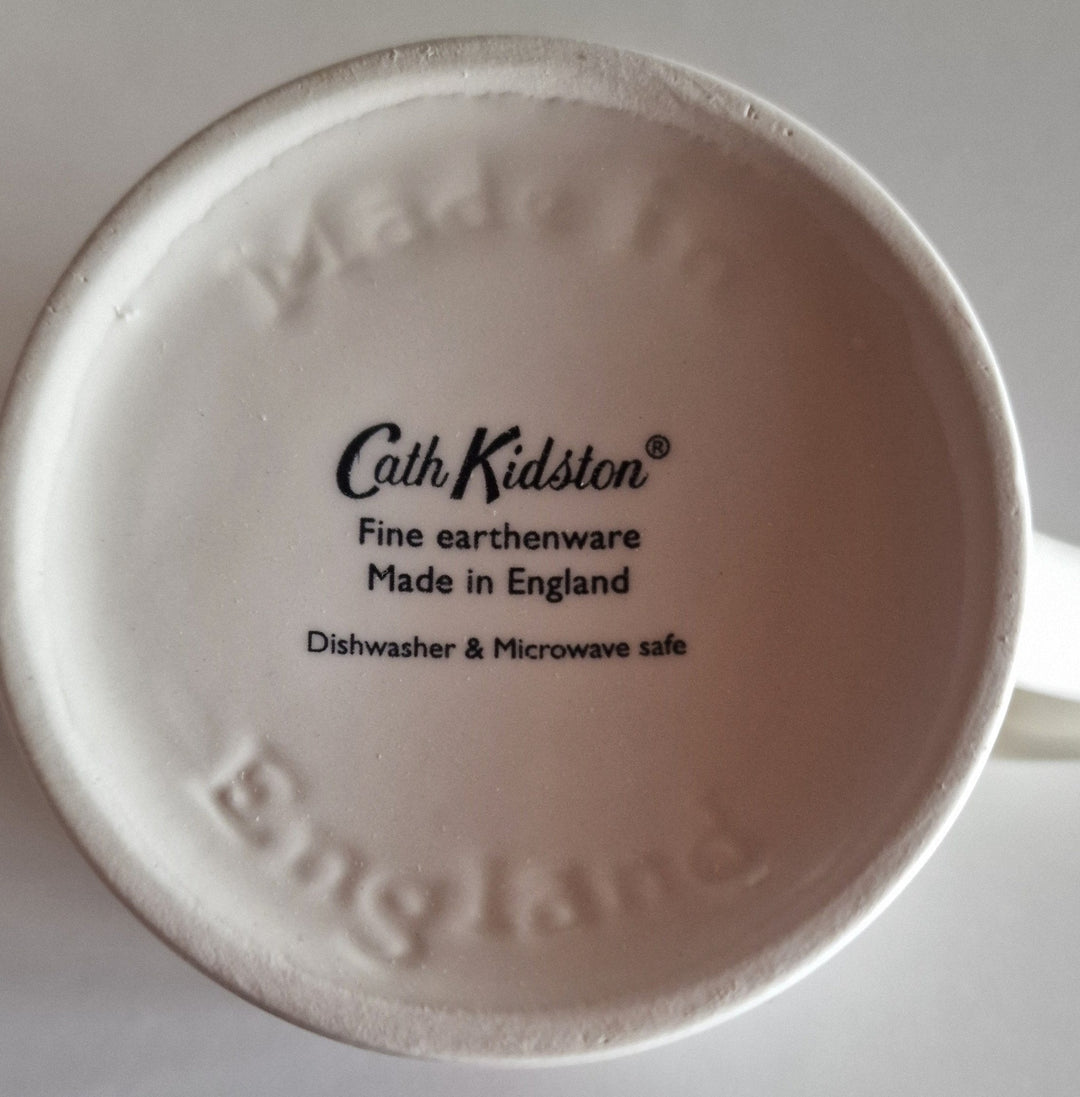 Made in
Cath Kidston®
Fine earthenware
Made in England
Dishwasher & Microwave safe
England